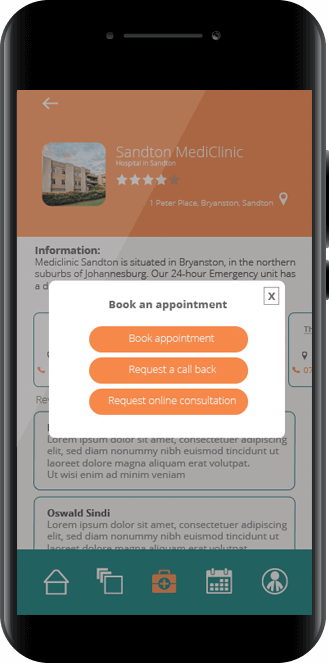 Sandton MediClinic
Hospital in Sandton
1 Peter Place, Bryanston, Sandton
Information:
Mediclinic Sandton is situated in Bryanston, in the northern
suburbs of Johannesburg. Our 24-hour Emergency unit has
a d
X
Book an appointment
Book appointment
Request a call back
Request online consultation
Th
07
Re
Lorem ipsum dolor sit amet, consectetuer adipiscing
elit, sed diam nonummy nibh euismod tincidunt ut
laoreet dolore magna aliquam erat volutpat.
Ut wisi enim ad minim veniam
Oswald Sindi
Lorem ipsum dolor sit amet, consectetuer adipiscing
elit, sed diam nonummy nibh euismod tincidunt ut
laoreet dolore magna aliquam erat volutpat.